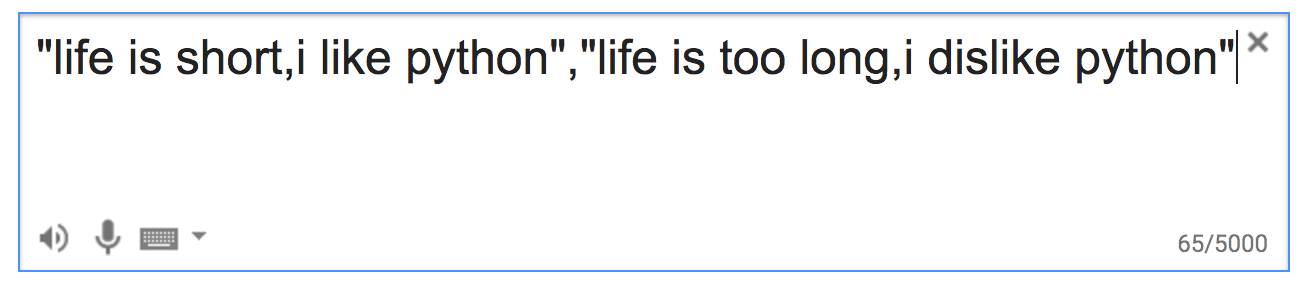 "life is short,i like python","life is too long,i dislike python"
65/5000